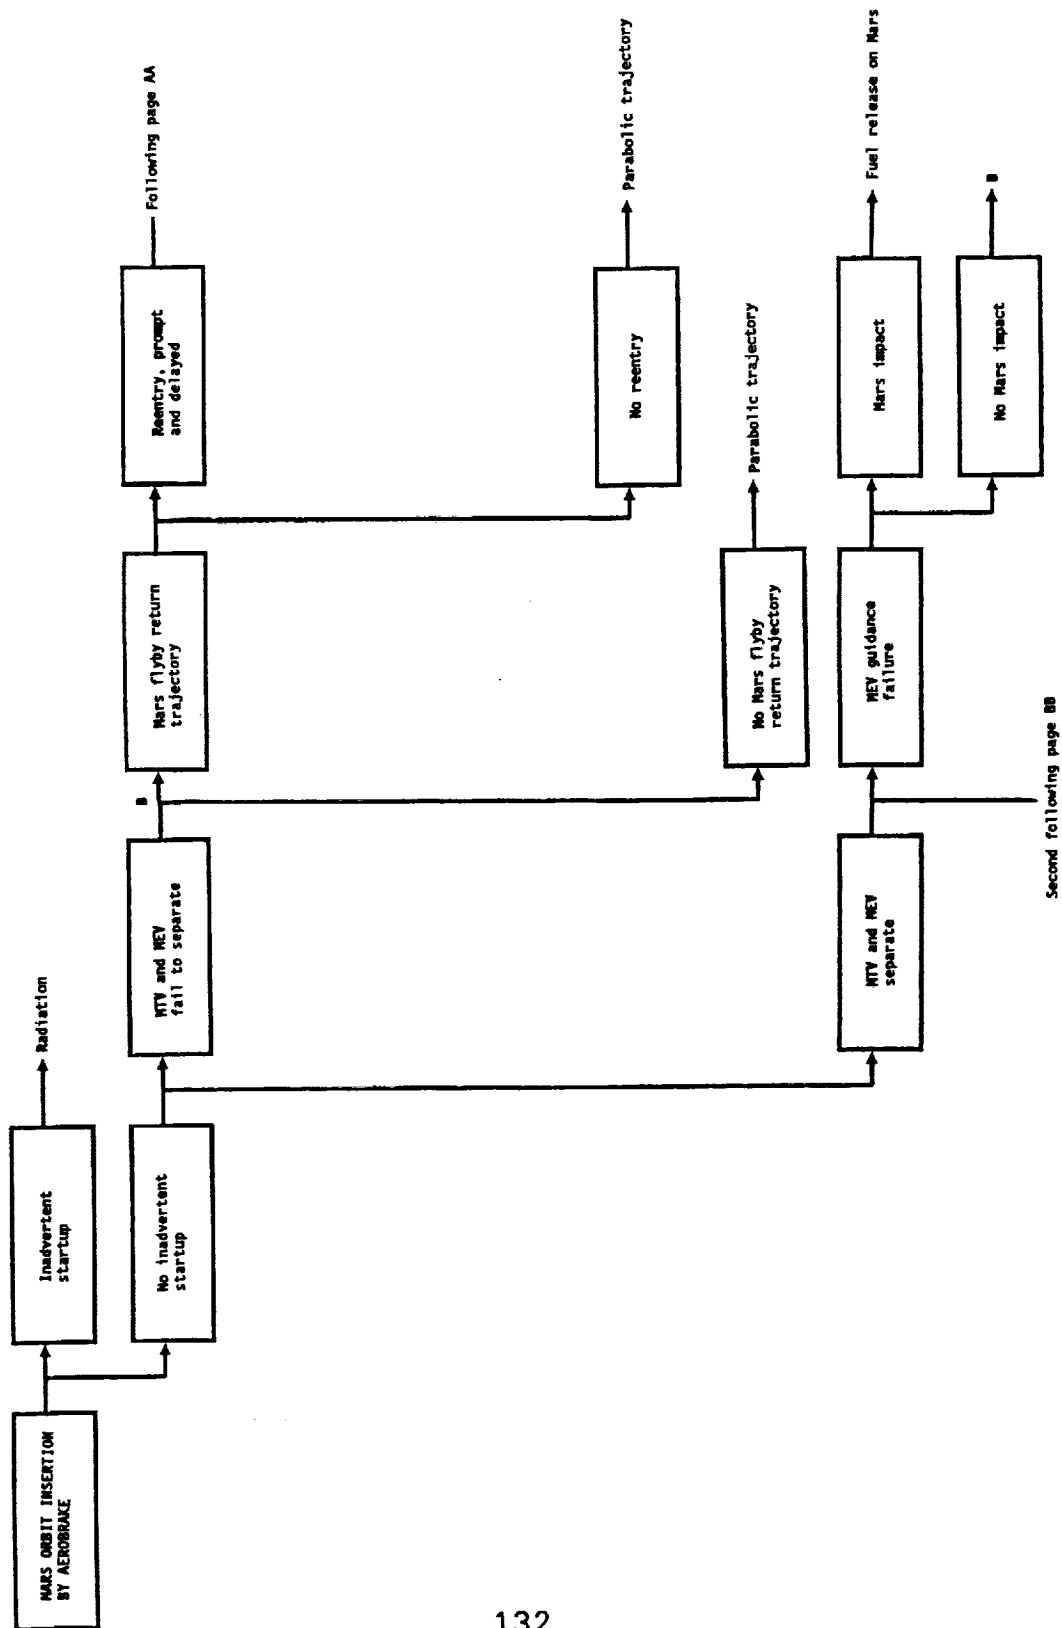 MARS ORBIT INSERTION
BY AEROBRAKE
Inadvertent
startup
Radiation
No inadvertent
startup
MTV and MEV
fail to separate
B
Mars flyby return
trajectory
Reentry, prompt
and delayed
Following page AA
No reentry
Parabolic trajectory
No Mars flyby
return trajectory
Parabolic trajectory
MTV and MEV
separate
MEV guidance
failure
Mars impact
Fuel release on Mars
No Mars impact
B
Second following page BB
132